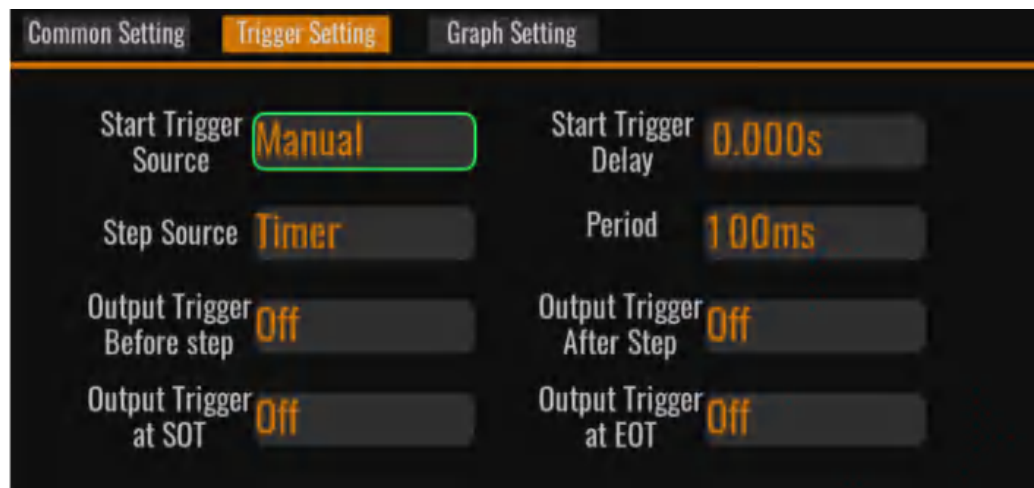 Common Setting Trigger Setting Graph Setting
Start Trigger Source Manual Start Trigger Delay 0.000s
Step Source Timer Period 100ms
Output Trigger Before step Off Output Trigger After Step Off
Output Trigger at SOT Off Output Trigger at EOT Off